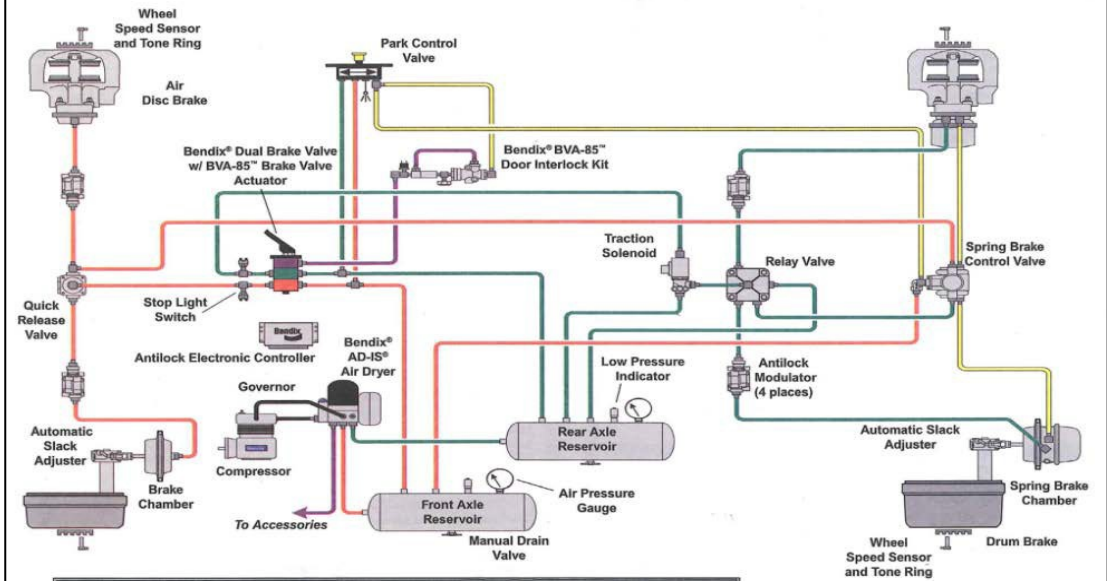 Wheel
Speed Sensor
and Tone Ring
Park Control
Valve
Air
Disc Brake
Bendix® Dual Brake Valve
w/ BVA-85™ Brake Valve
Actuator
Bendix® BVA-85™
Door Interlock Kit
Traction
Solenoid
Relay Valve
Spring Brake
Control Valve
Quick
Release
Valve
Stop Light
Switch
Bendix
Antilock Electronic Controller
Bendix®
AD-IS®
Air Dryer
Governor
Low Pressure
Indicator
Antilock
Modulator
(4 places)
Automatic
Slack
Adjuster
Compressor
Rear Axle
Reservoir
Automatic Slack
Adjuster
Brake
Chamber
Air Pressure
Gauge
Spring Brake
Chamber
To Accessories
Front Axle
Reservoir
Manual Drain
Valve
Wheel
Speed Sensor
and Tone Ring
Drum Brake